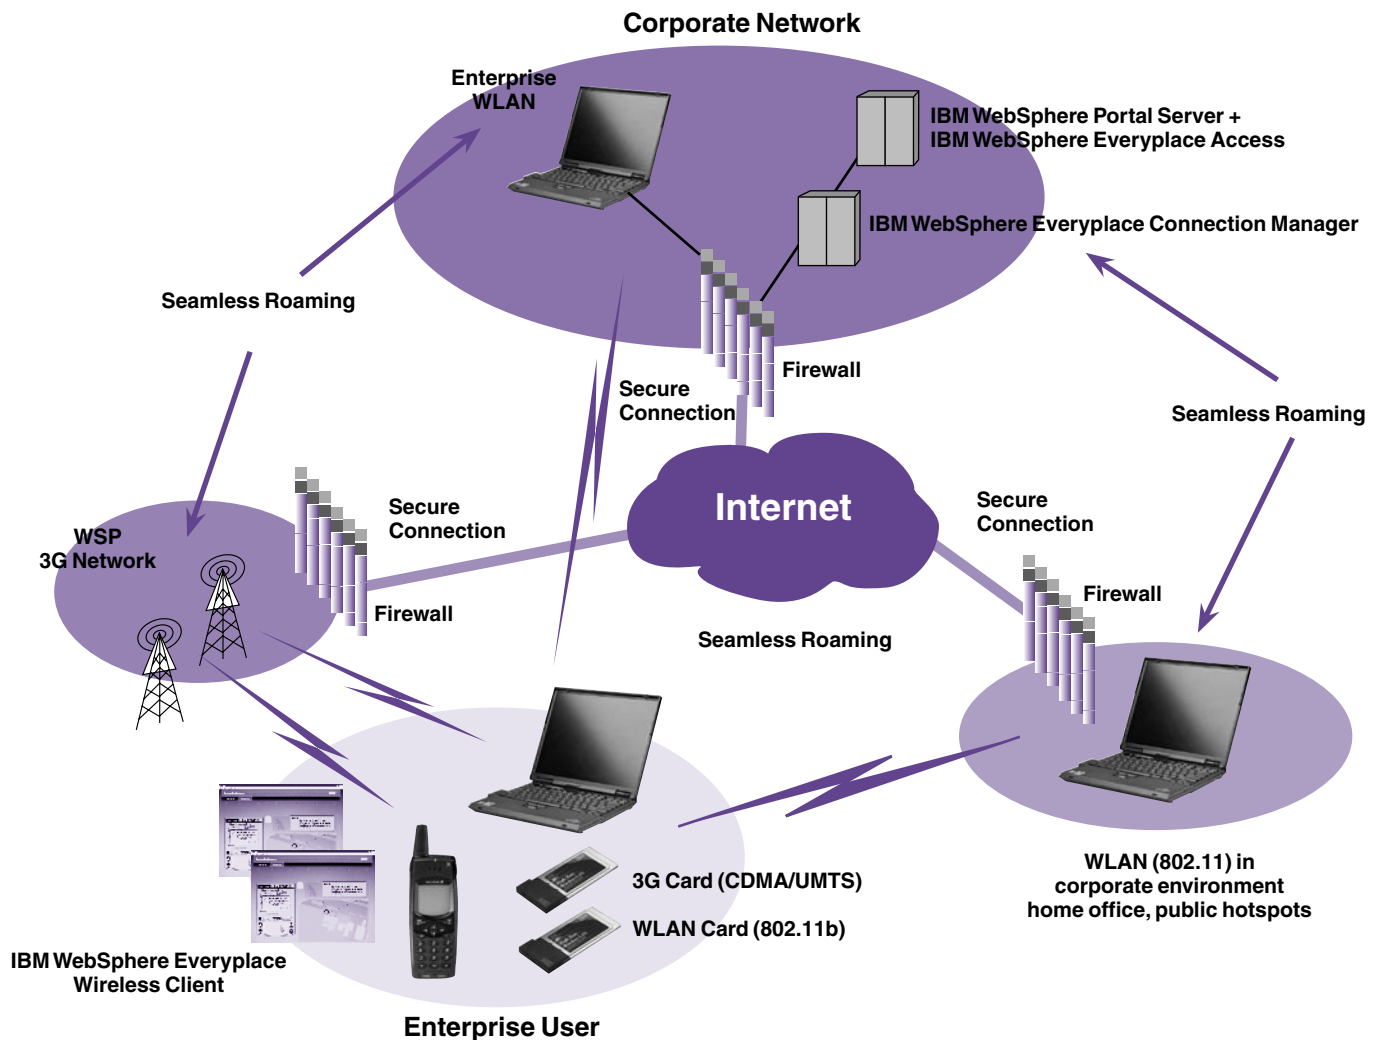 Corporate Network
Enterprise
WLAN
IBM WebSphere Portal Server +
IBM WebSphere Everyplace Access
IBM WebSphere Everyplace Connection Manager
Seamless Roaming
Firewall
Secure
Connection
Seamless Roaming
Internet
Secure
Connection
Secure
Connection
WSP
3G Network
Firewall
Firewall
Seamless Roaming
3G Card (CDMA/UMTS)
WLAN Card (802.11b)
WLAN (802.11) in
corporate environment
home office, public hotspots
IBM WebSphere Everyplace
Wireless Client
Enterprise User